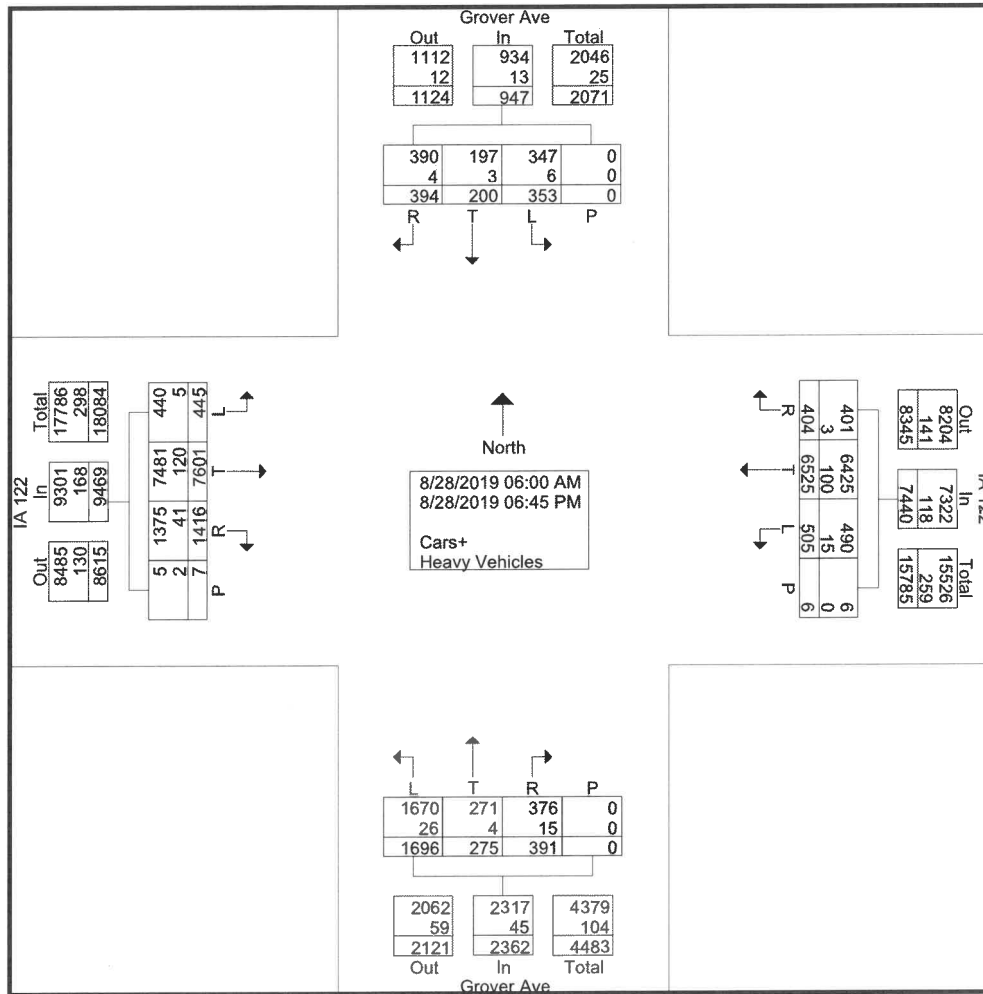 Grover Ave
Out In Total
1112 934 2046
12 13 25
1124 947 2071
390 197 347 0
4 3 6 0
394 200 353 0
R T L P
IA 122
Total In Out
17786 9301 8485
298 168 130
18084 9469 8615
440 7481 1375 5
5 120 41 2
445 7601 1416 7
L T R P
North
8/28/2019 06:00 AM
8/28/2019 06:45 PM
Cars+
Heavy Vehicles
R T L P
401 6425 490 6
3 100 15 0
404 6525 505 6
Out In Total
8204 7322 15526
141 118 259
8345 7440 15785
IA 122
L T R P
1670 271 376 0
26 4 15 0
1696 275 391 0
2062 2317 4379
59 45 104
2121 2362 4483
Out In Total
Grover Ave